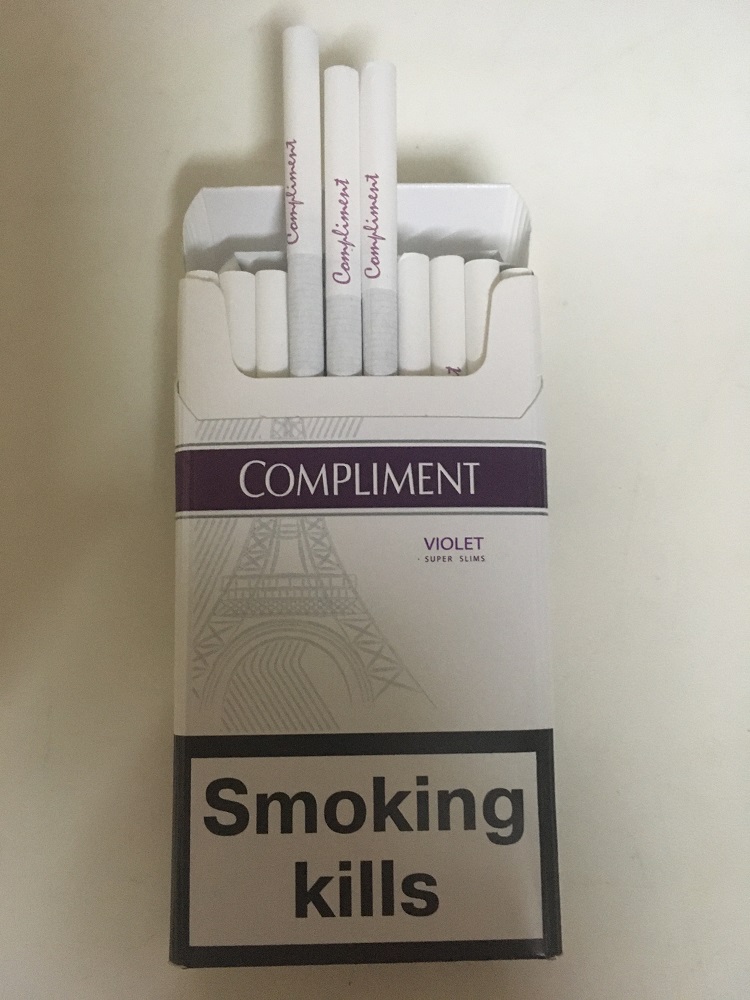 Compliment
Compliment
Compliment
COMPLIMENT
VIOLET
SUPER SLIMS
Smoking
kills